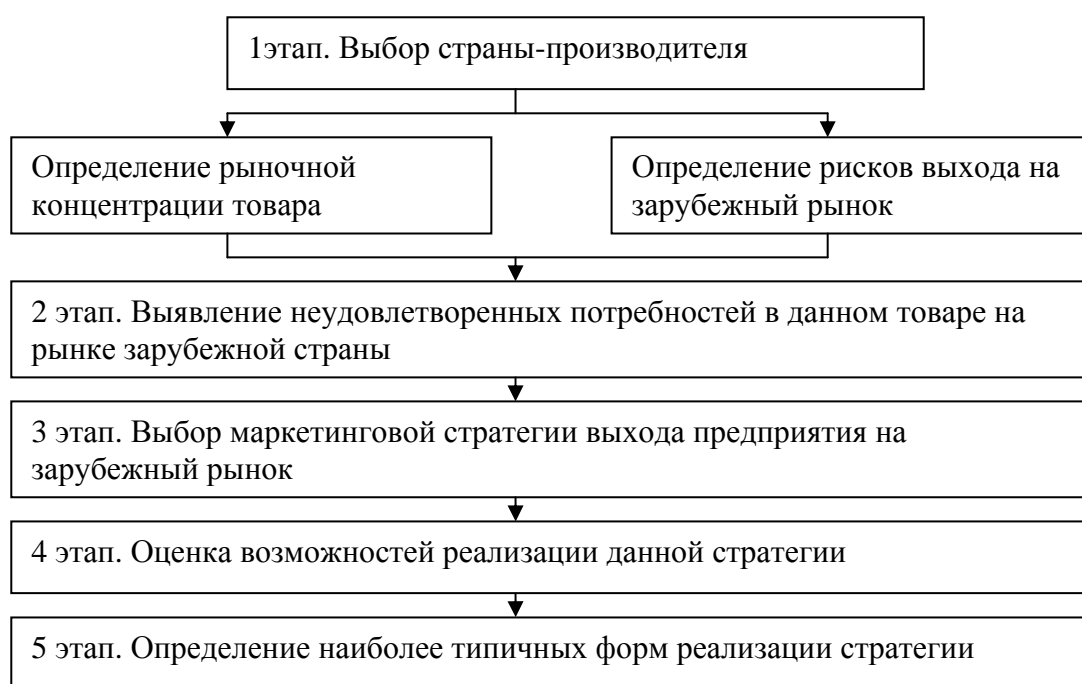 1этап. Выбор страны-производителя
Определение рыночной
концентрации товара
Определение рисков выхода на
зарубежный рынок
2 этап. Выявление неудовлетворенных потребностей в данном товаре на
рынке зарубежной страны
3 этап. Выбор маркетинговой стратегии выхода предприятия на
зарубежный рынок
4 этап. Оценка возможностей реализации данной стратегии
5 этап. Определение наиболее типичных форм реализации стратегии